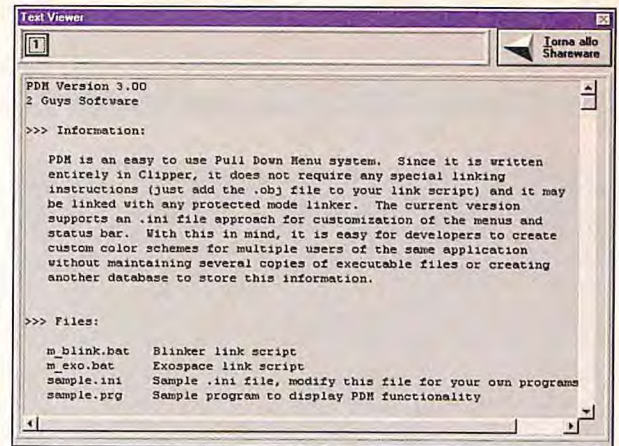 Text Viewer
1
Torna allo
Shareware
PDM Version 3.00
2 Guys Software
>>> Information:
PDM is an easy to use Pull Down Menu system. Since it is written
entirely in Clipper, it does not require any special linking
instructions (just add the .obj file to your link script) and it may
be linked with any protected mode linker. The current version
supports an .ini file approach for customization of the menus and
status bar. With this in mind, it is easy for developers to create
custom color schemes for multiple users of the same application
without maintaining several copies of executable files or creating
another database to store this information.
>>> Files:
m_blink.bat Blinker link script
m_exo.bat Exospace link script
sample.ini Sample .ini file, modify this file for your own programs
sample.prg Sample program to display PDM functionality